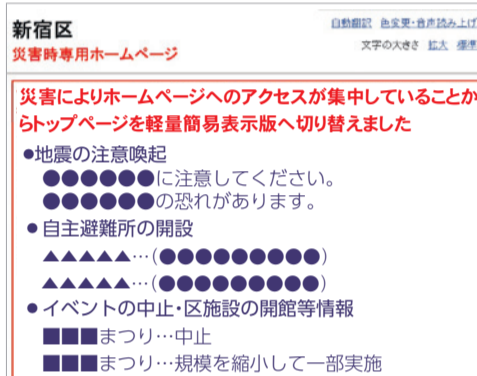 新宿区
災害時専用ホームページ
自動翻訳 色変更・音声読み上げ
文字の大きさ 拡大 標準
災害によりホームページへのアクセスが集中していることか
らトップページを軽量簡易表示版へ切り替えました
●地震の注意喚起
●●●●●●に注意してください。
●●●●●●の恐れがあります。
●自主避難所の開設
▲▲▲▲▲…(●●●●●●●●●)
▲▲▲▲▲…(●●●●●●●●●)
●イベントの中止・区施設の開館等情報
■■■まつり…中止
■■■まつり…規模を縮小して一部実施